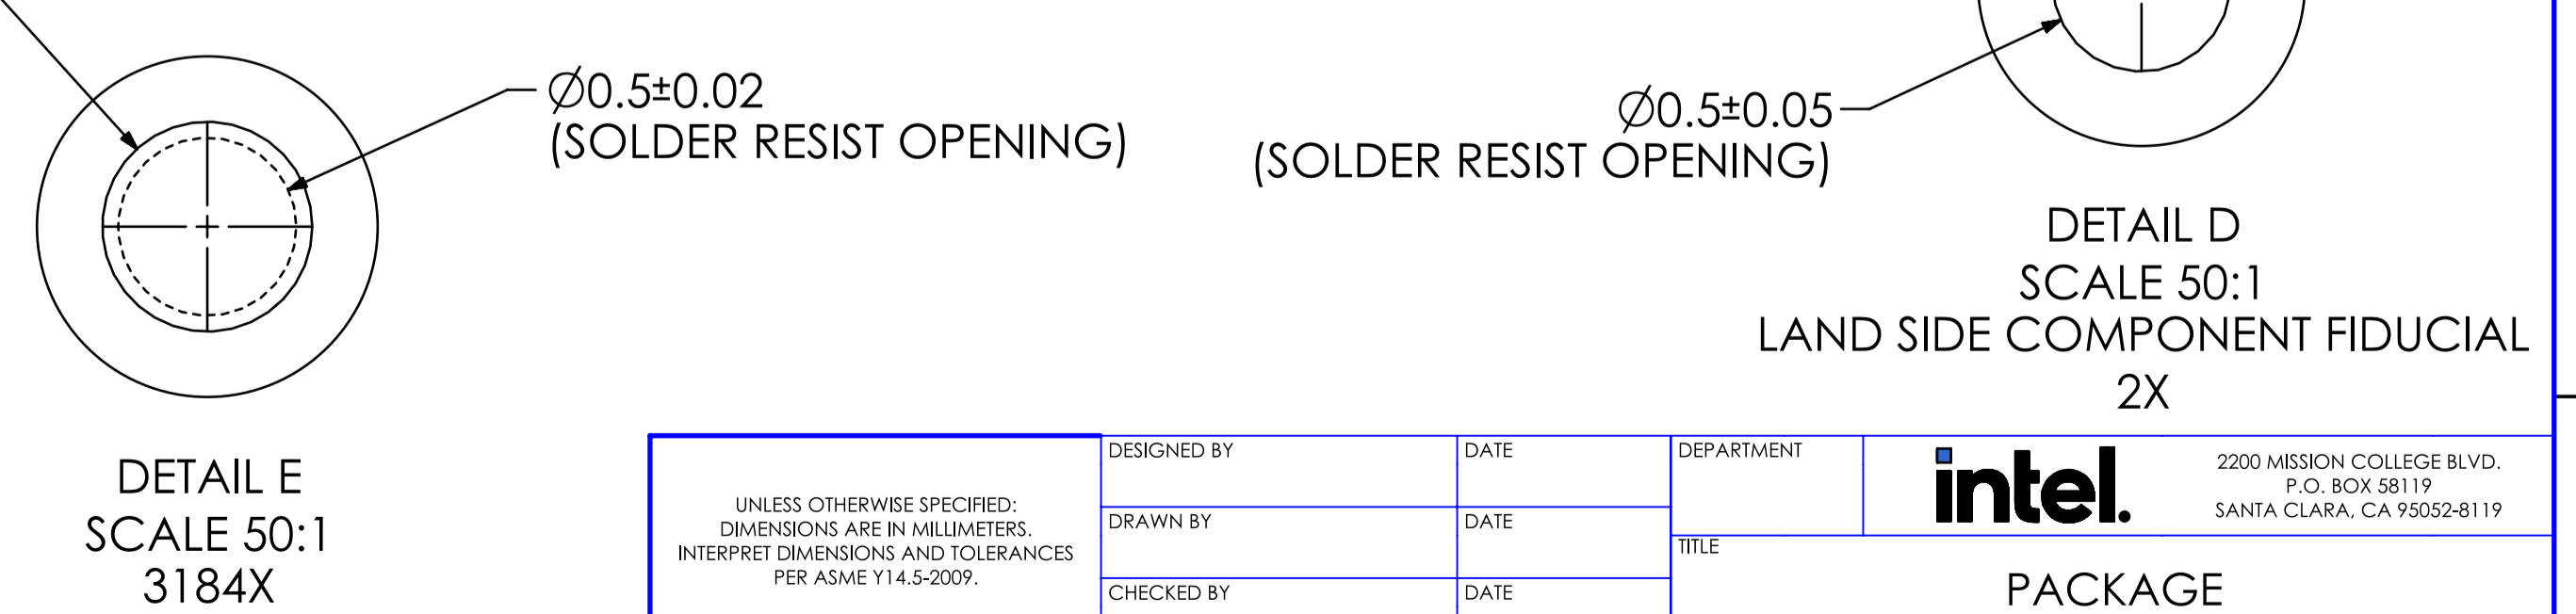 Ø0.5±0.02
(SOLDER RESIST OPENING)
Ø0.5±0.05
(SOLDER RESIST OPENING)
DETAIL D
SCALE 50:1
LAND SIDE COMPONENT FIDUCIAL
2X
DETAIL E
SCALE 50:1
3184X
UNLESS OTHERWISE SPECIFIED:
DIMENSIONS ARE IN MILLIMETERS.
INTERPRET DIMENSIONS AND TOLERANCES
PER ASME Y14.5-2009.
DESIGNED BY
DATE
DRAWN BY
DATE
CHECKED BY
DATE
DEPARTMENT
intel.
2200 MISSION COLLEGE BLVD.
P.O. BOX 58119
SANTA CLARA, CA 95052-8119
TITLE
PACKAGE